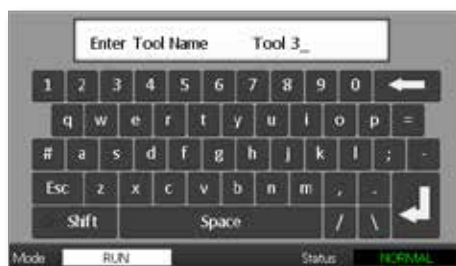 Enter Tool Name Tool 3_
1 2 3 4 5 6 7 8 9 0
q w e r t y u i o p =
# a s d f g h j k l ; -
Esc z x c v b n m , .
Shift Space / \
Mode RUN Status NORMAL